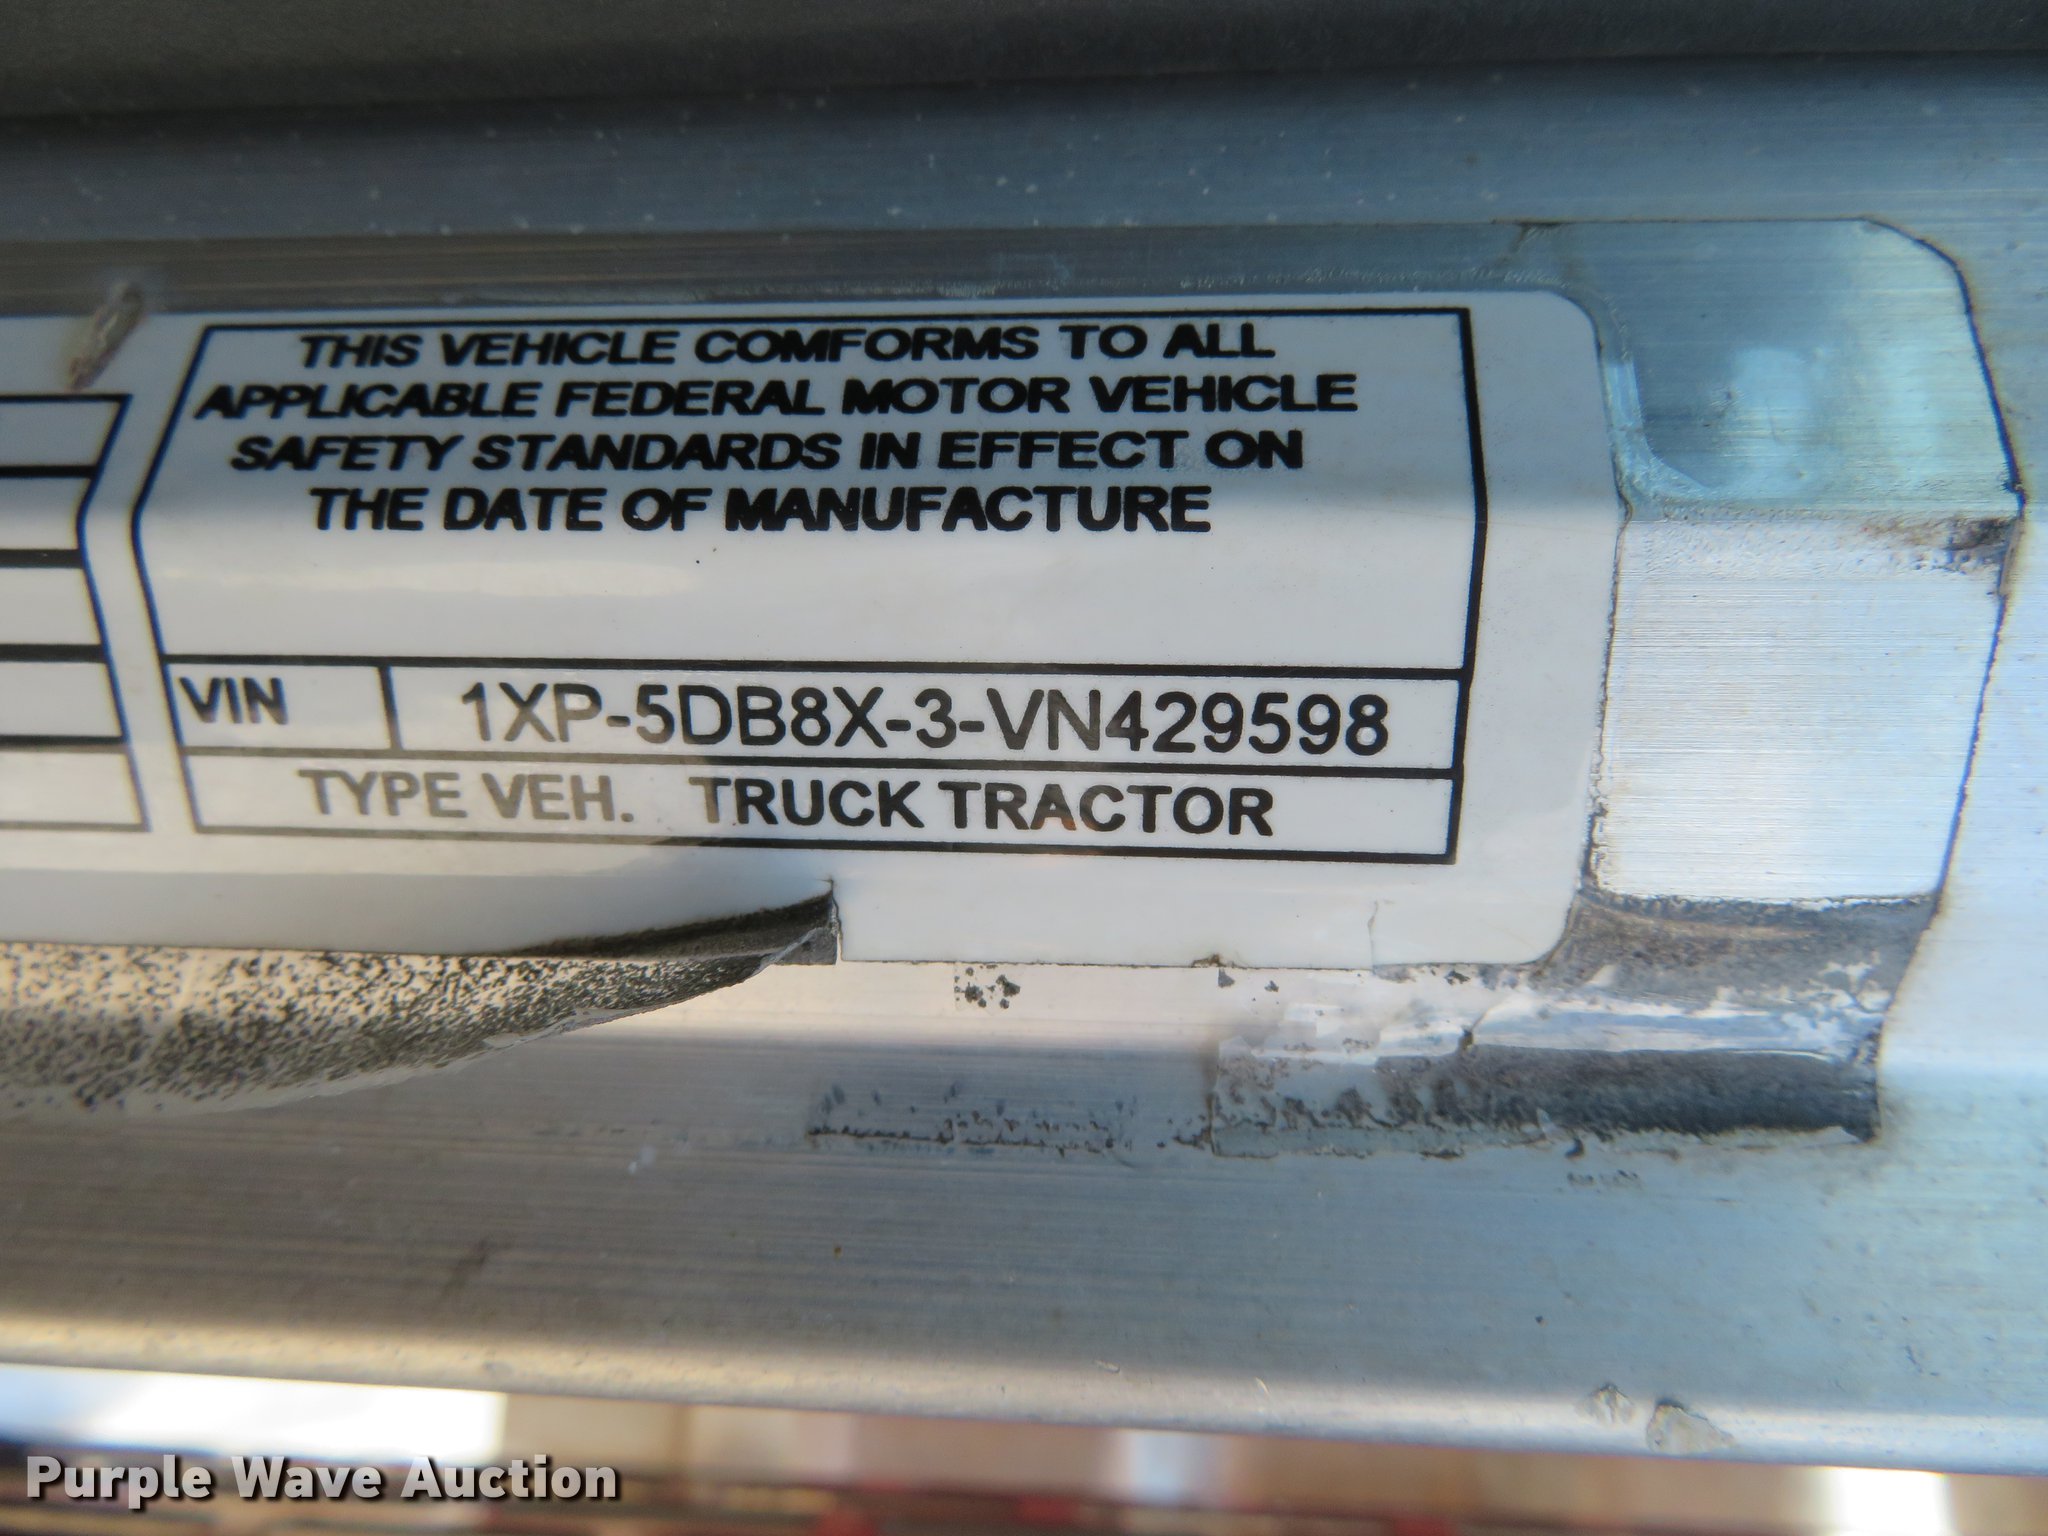 THIS VEHICLE COMFORMS TO ALL
APPLICABLE FEDERAL MOTOR VEHICLE
SAFETY STANDARDS IN EFFECT ON
THE DATE OF MANUFACTURE
VIN 1XP-5DB8X-3-VN429598
TYPE VEH. TRUCK TRACTOR
Purple Wave Auction